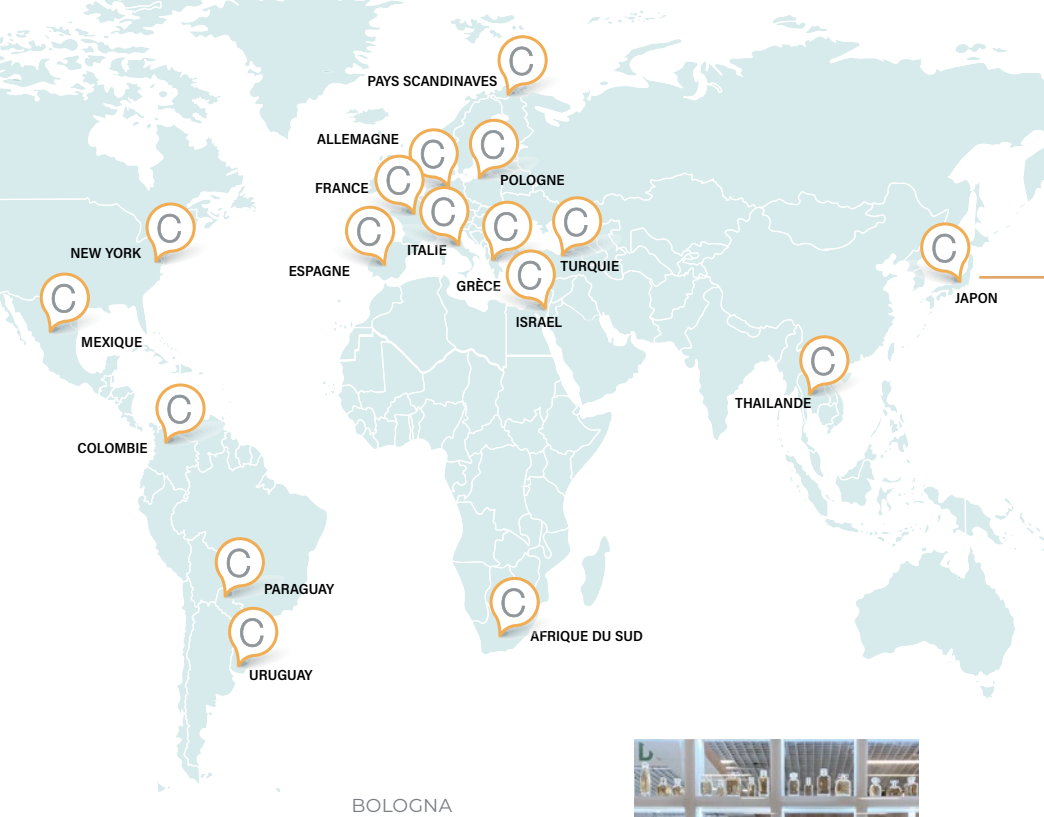 C
PAYS SCANDINAVES
ALLEMAGNE
C
C
FRANCE
C
POLOGNE
C
NEW YORK
C
ESPAGNE
C
ITALIE
C
GRÈCE
C
TURQUIE
C
JAPON
C
ISRAEL
C
MEXIQUE
C
THAILANDE
C
COLOMBIE
C
PARAGUAY
C
AFRIQUE DU SUD
C
URUGUAY
BOLOGNA